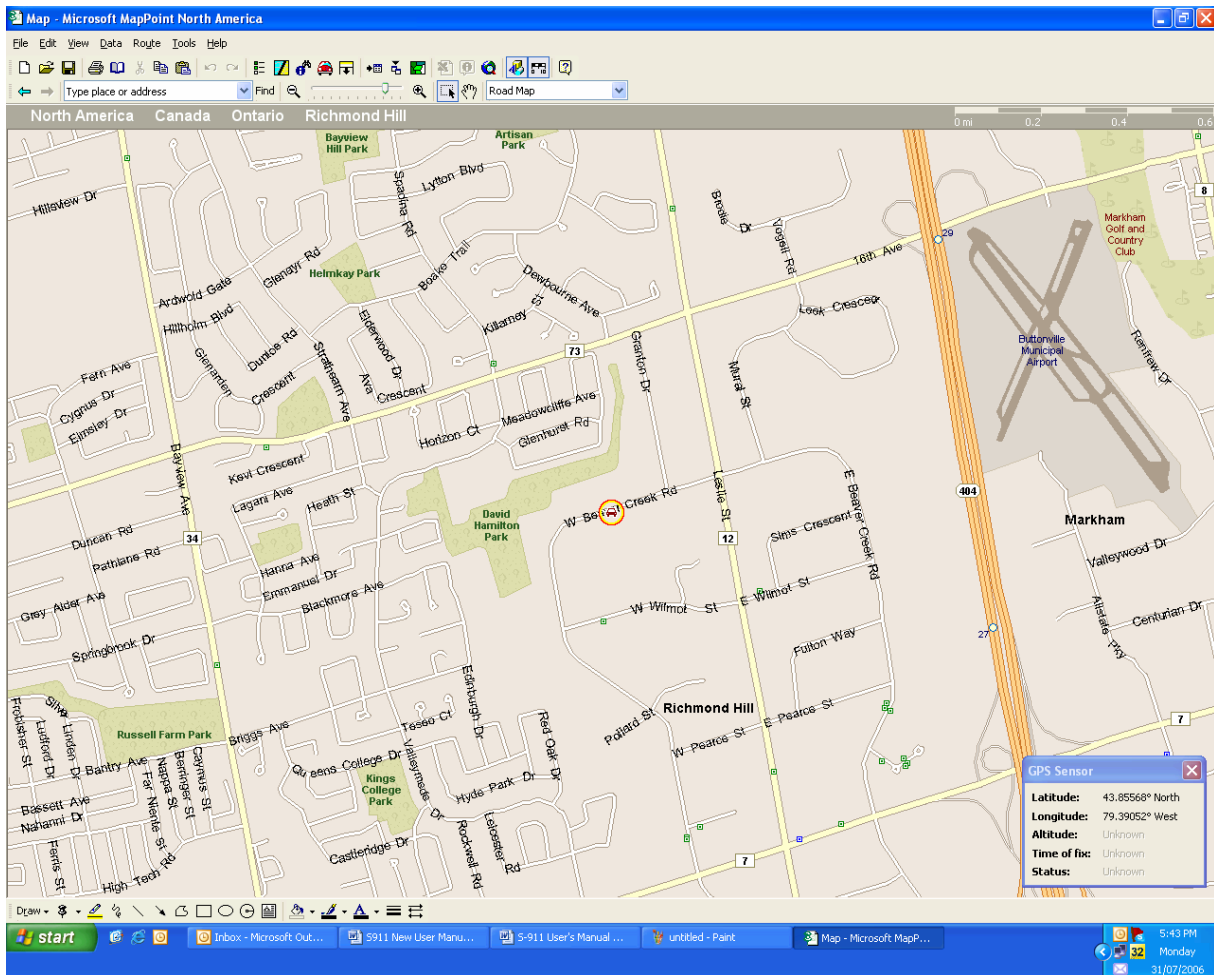 Map - Microsoft MapPoint North America
File Edit View Data Route Tools Help
Type place or address Find Road Map
North America Canada Ontario Richmond Hill
0 mi 0.2 0.4 0.6
Bayview Hill Park
Artisan Park
Lytton Blvd
Spadina Rd
Hillsview Dr
Brodie Dr
Vogell Rd
8
Markham Golf and Country Club
29
16th Ave
Glenayr Rd
Helmkay Park
Boake Trail
Dewbourne Ave
Ardwold Gate
Killarney St
Leek Crescent
Hillholm Blvd
Elderwood Dr
Buttonville Municipal Airport
Renfrew Dr
Dunloe Rd
Strathearn Ave
Granton Dr
73
Glenarden Crescent
Ava Crescent
Mural St
Fern Ave
Cygnus Dr
Elmsley Dr
Meadowcliffe Ave
Horizon Ct
Glenhurst Rd
Bayview Ave
Kevi Crescent
Lagani Ave
Heath St
W Beaver Creek Rd
Leslie St
E Beaver Creek Rd
404
David Hamilton Park
Markham
Duncan Rd
34
12
Sims Crescent
Pathlane Rd
Valleywood Dr
Hanna Ave
Emmanuel Dr
Blackmore Ave
Grey Alder Ave
W Wilmot St
E Wilmot St
Allstate Pky
Centurian Dr
27
Springbrook Dr
Fulton Way
Edinburgh Dr
Silver Linden Dr
Frobisher St
Ludford Dr
Richmond Hill
Russell Farm Park
Briggs Ave
Tesso Ct
Red Oak Dr
Pollard St
E Pearce St
W Pearce St
7
Bantry Ave
Queens College Dr
Valleymede Dr
Caymus St
Berringer St
Nappa St
Far Niente St
Kings College Park
Hyde Park Dr
Bassett Ave
Nahanni Dr
Leicester Rd
Rockwell Rd
Ferris St
High Tech Rd
Castleridge Dr
7
GPS Sensor
Latitude: 43.85568° North
Longitude: 79.39052° West
Altitude: Unknown
Time of fix: Unknown
Status: Unknown
Draw
start Inbox - Microsoft Out... S911 New User Manu... S-911 User's Manual ... untitled - Paint Map - Microsoft MapP...
32
5:43 PM
Monday
31/07/2006